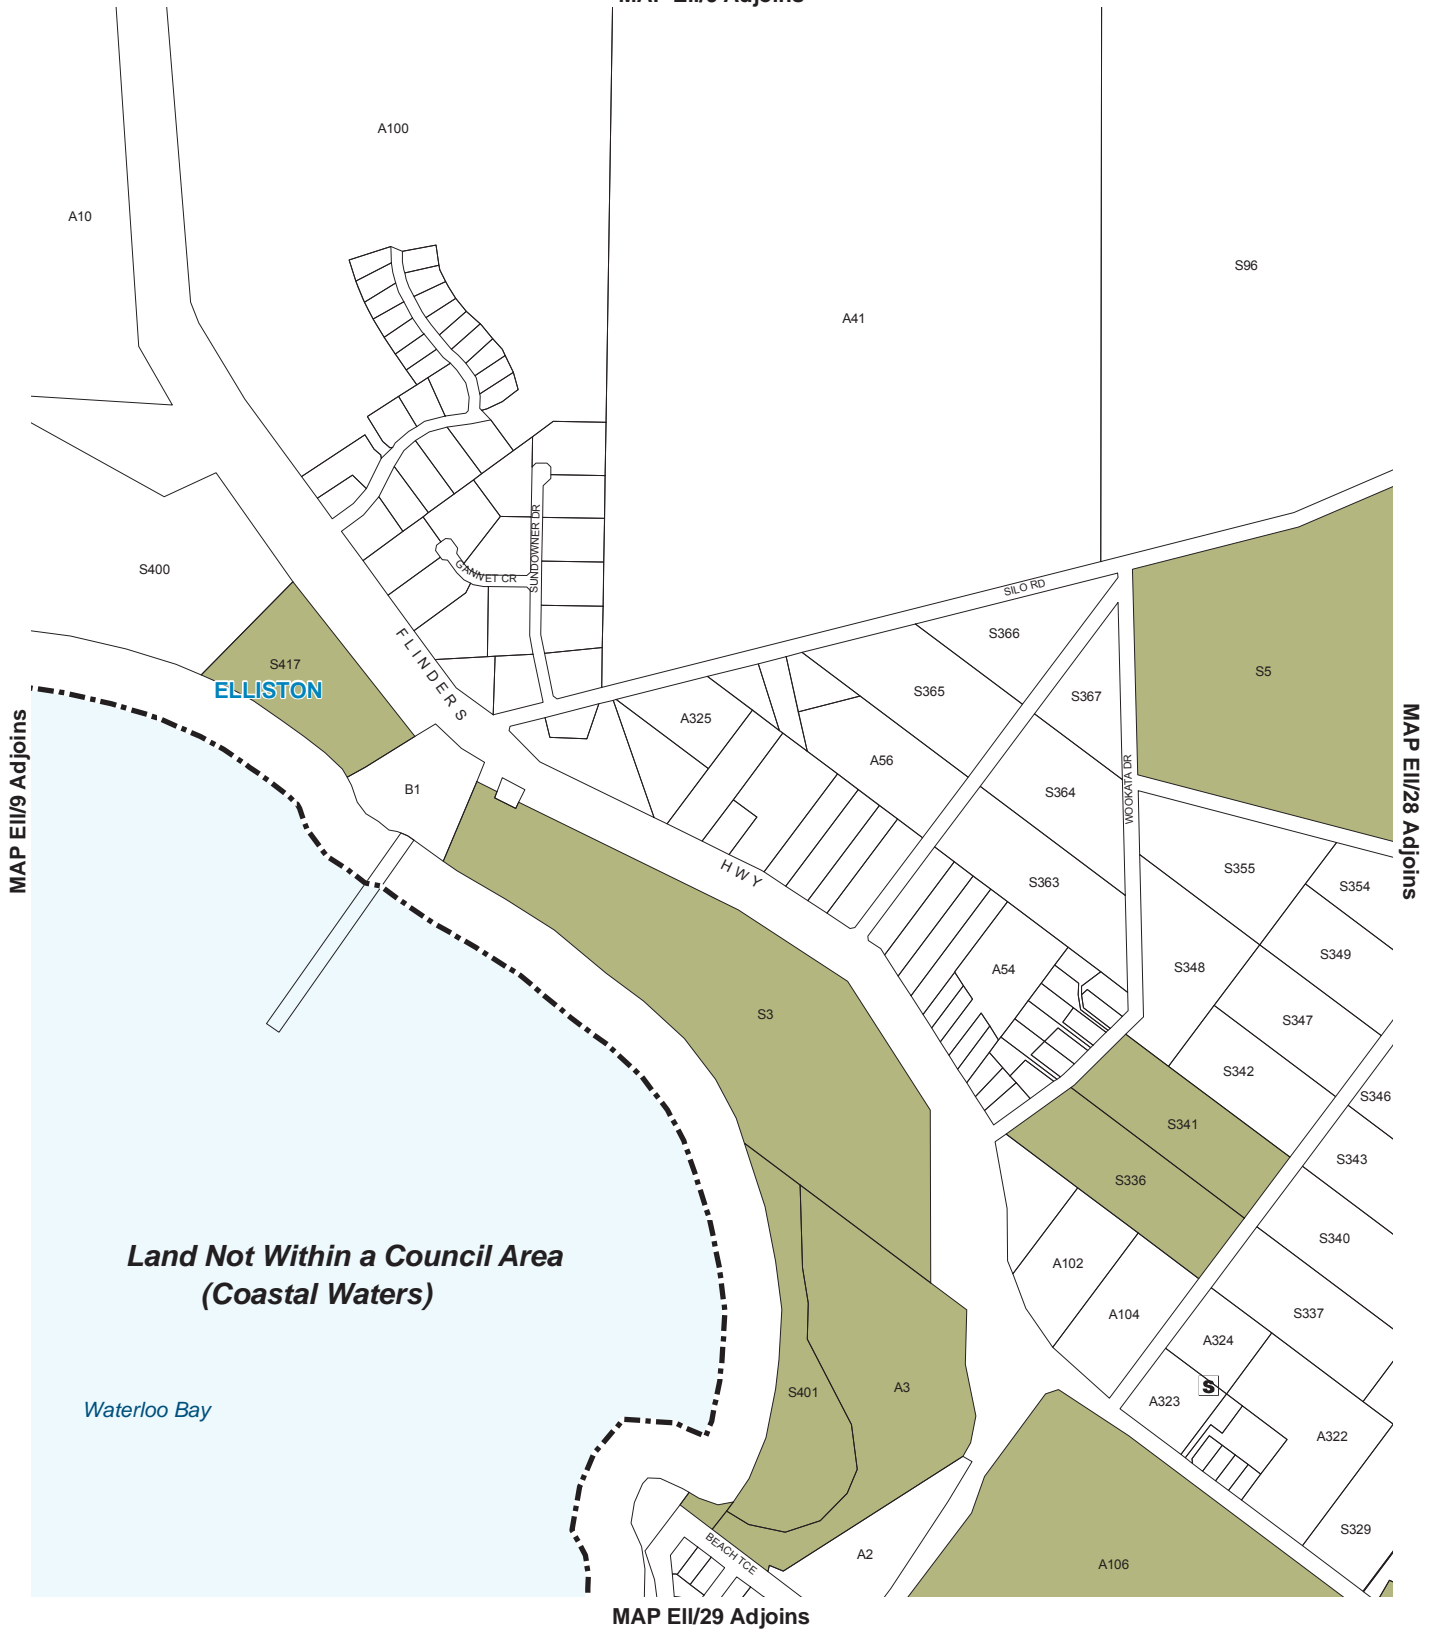 A100
A10
S96
A41
SUNDOWNER DR
GANNET CR
S400
SILO RD
S366
FLINDERS
S417
ELLISTON
S5
S365
S367
A325
MAP Ell/9 Adjoins
MAP Ell/28 Adjoins
A56
B1
S364
WOOKATA DR
HWY
S363
S355
S354
S349
A54
S348
S3
S347
S342
S346
S341
S343
S336
S340
Land Not Within a Council Area
(Coastal Waters)
A102
A104
S337
A324
S
S401
A3
A323
Waterloo Bay
A322
S329
BEACH TCE
A2
A106
MAP Ell/29 Adjoins